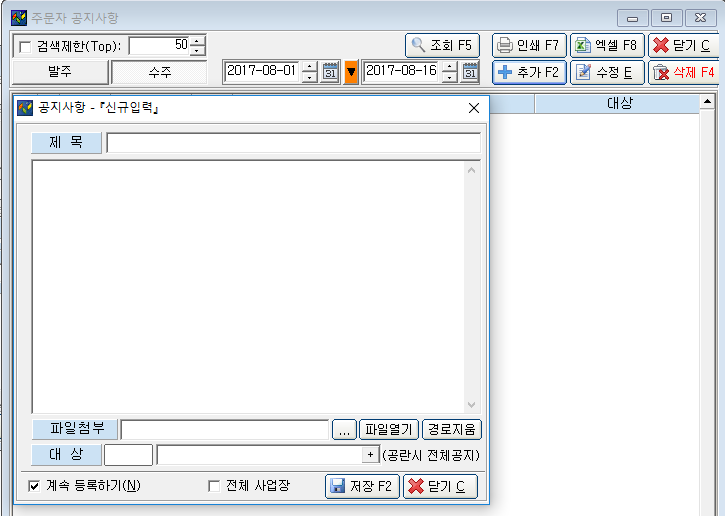 주문자 공지사항
검색제한(Top): 50
조회 F5 인쇄 F7 엑셀 F8 닫기 C
발주 수주 2017-08-01 31 ▼ 2017-08-16 31 추가 F2 수정 E 삭제 F4
대상
공지사항 - 『신규입력』
제 목
파일첨부 ... 파일열기 경로지움
대 상 + (공란시 전체공지)
계속 등록하기(N) 전체 사업장 저장 F2 닫기 C